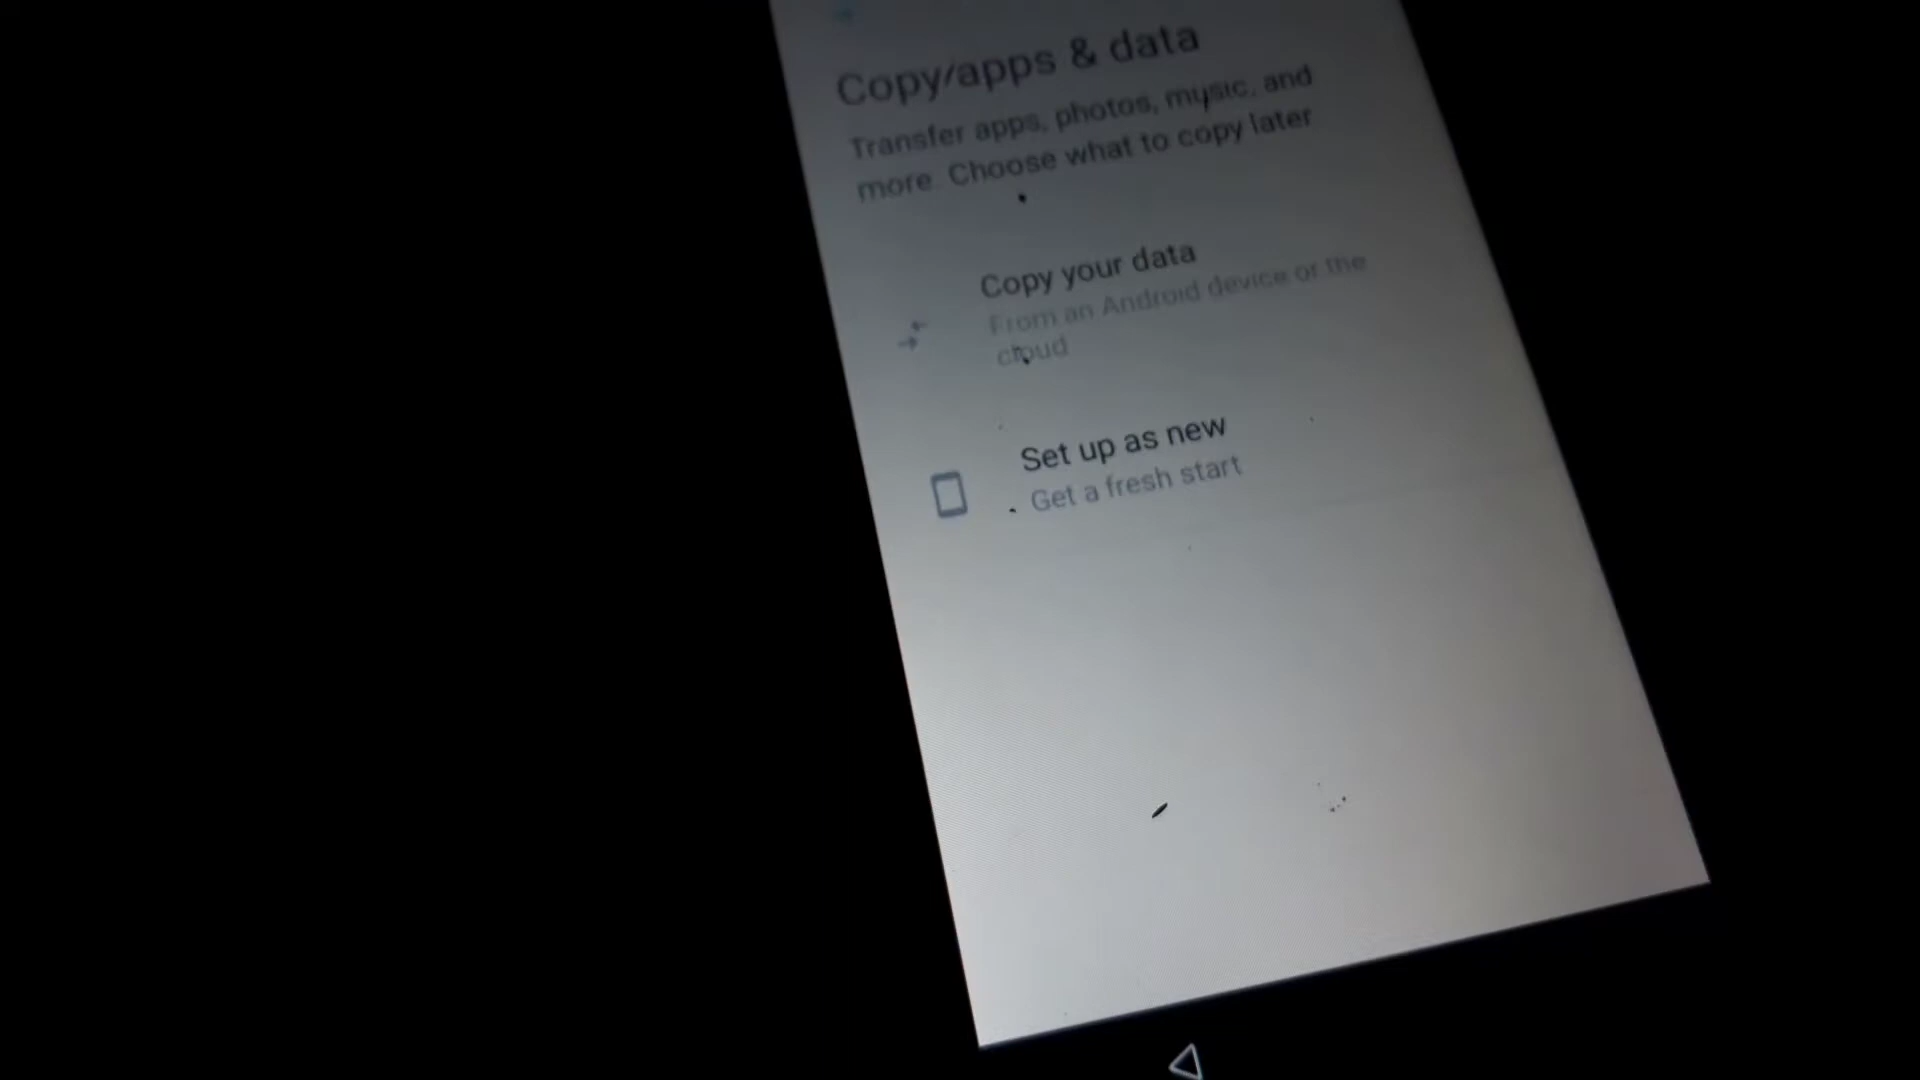 Copy apps & data
Transfer apps, photos, music, and
more. Choose what to copy later
Copy your data
From an Android device or the
cloud
Set up as new
Get a fresh start